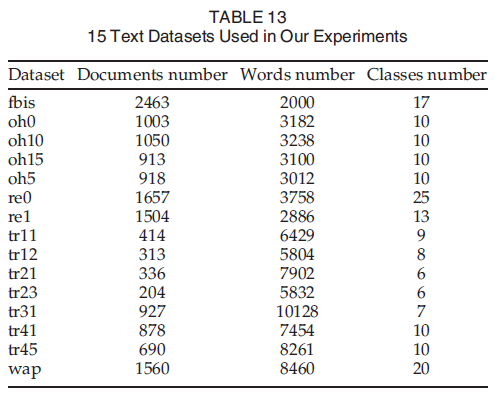 TABLE 13
15 Text Datasets Used in Our Experiments
Dataset Documents number Words number Classes number
fbis 2463 2000 17
oh0 1003 3182 10
oh10 1050 3238 10
oh15 913 3100 10
oh5 918 3012 10
re0 1657 3758 25
re1 1504 2886 13
tr11 414 6429 9
tr12 313 5804 8
tr21 336 7902 6
tr23 204 5832 6
tr31 927 10128 7
tr41 878 7454 10
tr45 690 8261 10
wap 1560 8460 20